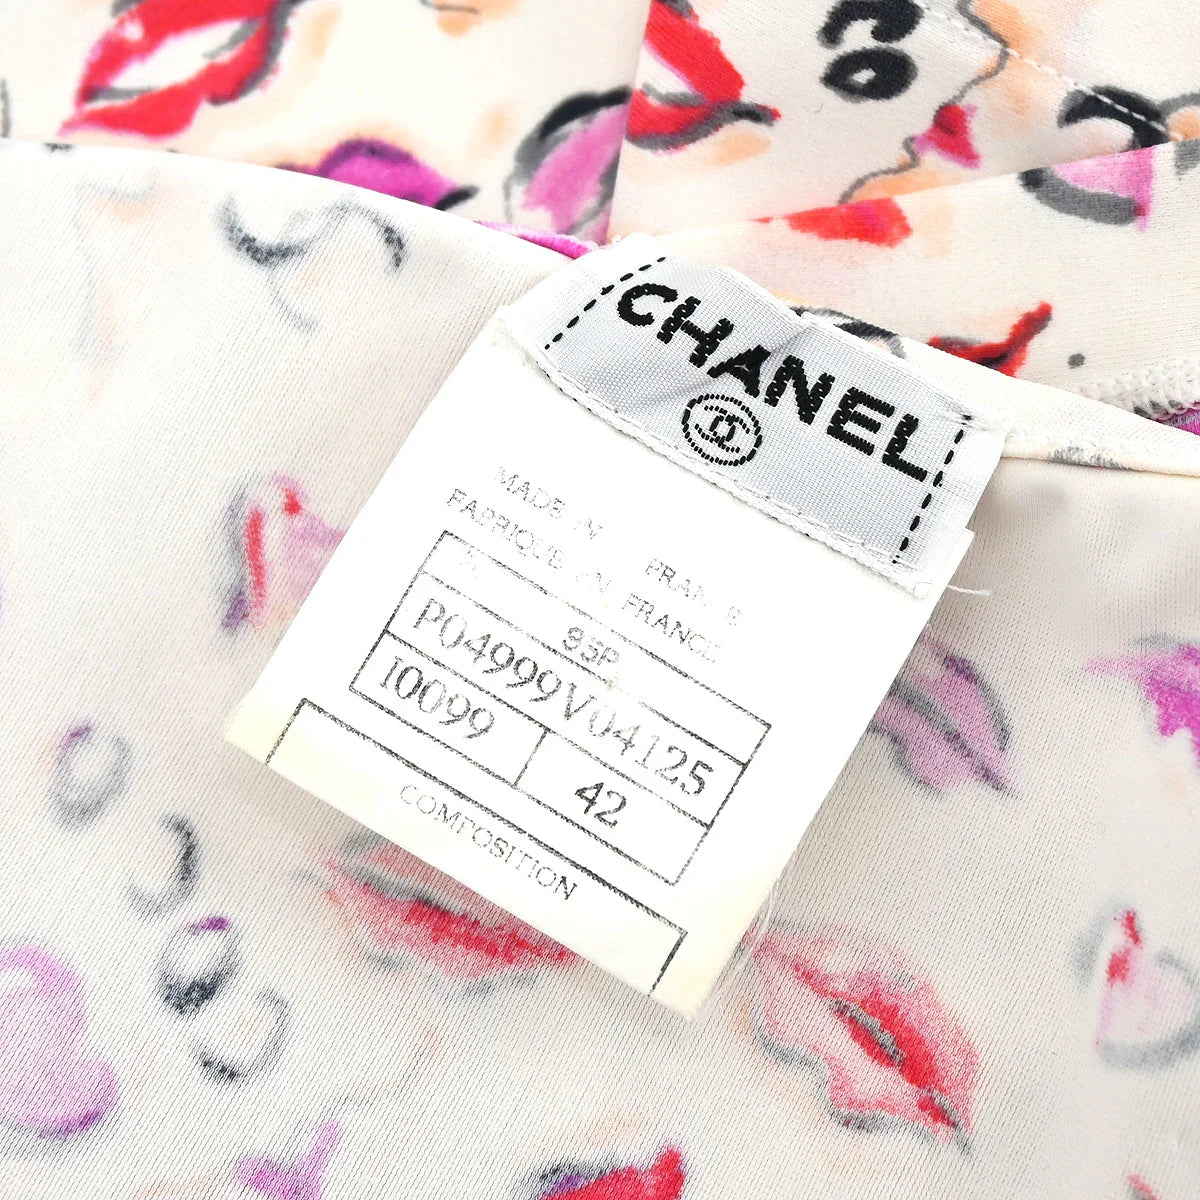 CHANEL
MADE IN FRANCE
FABRIQUE EN FRANCE
95P
P04999V04125
10099
42
COMPOSITION